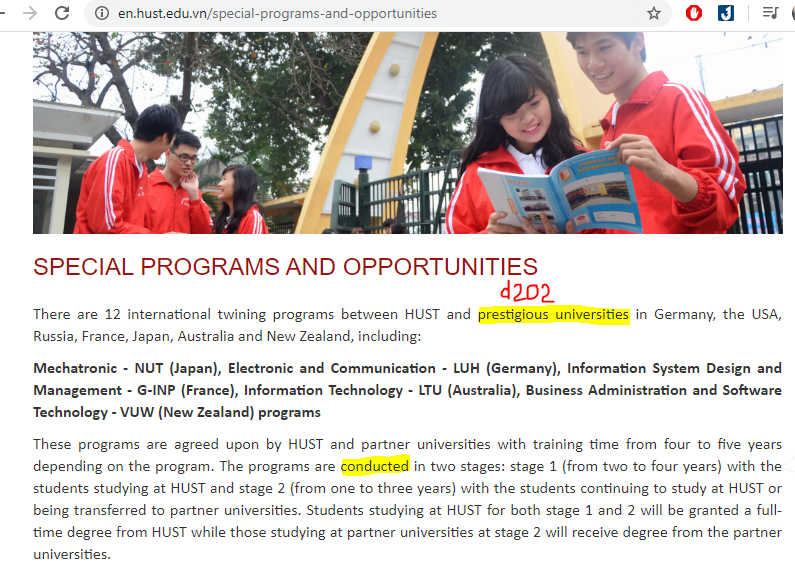 en.hust.edu.vn/special-programs-and-opportunities
SPECIAL PROGRAMS AND OPPORTUNITIES
d202
There are 12 international twining programs between HUST and prestigious universities in Germany, the USA,
Russia, France, Japan, Australia and New Zealand, including:
Mechatronic - NUT (Japan), Electronic and Communication - LUH (Germany), Information System Design and
Management - G-INP (France), Information Technology - LTU (Australia), Business Administration and Software
Technology - VUW (New Zealand) programs
These programs are agreed upon by HUST and partner universities with training time from four to five years
depending on the program. The programs are conducted in two stages: stage 1 (from two to four years) with the
students studying at HUST and stage 2 (from one to three years) with the students continuing to study at HUST or
being transferred to partner universities. Students studying at HUST for both stage 1 and 2 will be granted a full-
time degree from HUST while those studying at partner universities at stage 2 will receive degree from the partner
universities.